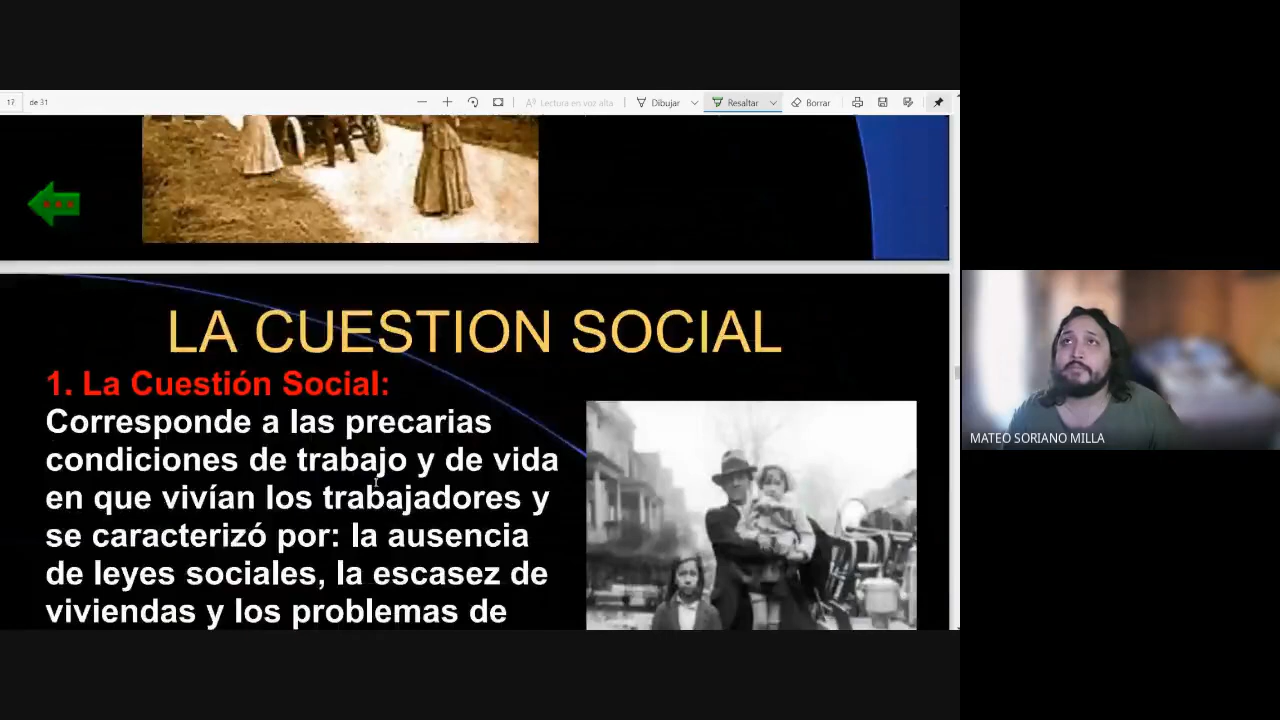 17 de 31
Lectura en voz alta
Dibujar
Resaltar
Borrar
LA CUESTION SOCIAL
1. La Cuestión Social:
Corresponde a las precarias
condiciones de trabajo y de vida
en que vivían los trabajadores y
se caracterizó por: la ausencia
de leyes sociales, la escasez de
viviendas y los problemas de
MATEO SORIANO MILLA